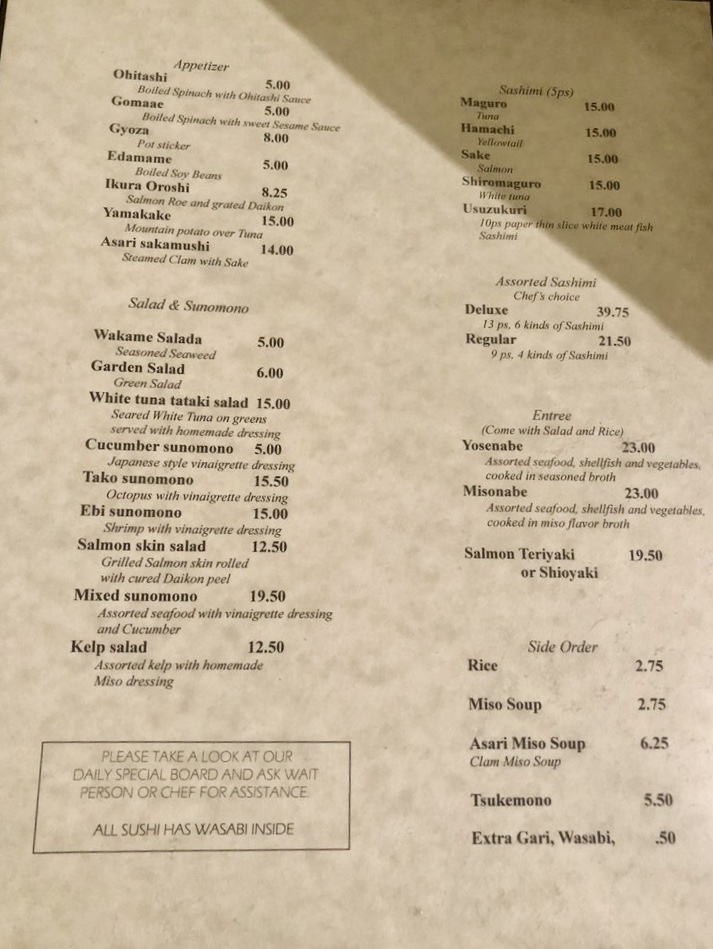 Appetizer
Ohitashi 5.00
Boiled Spinach with Ohitashi Sauce
Gomaae 5.00
Boiled Spinach with sweet Sesame Sauce
Gyoza 8.00
Pot sticker
Edamame 5.00
Boiled Soy Beans
Ikura Oroshi 8.25
Salmon Roe and grated Daikon
Yamakake 15.00
Mountain potato over Tuna
Asari sakamushi 14.00
Steamed Clam with Sake
Salad & Sunomono
Wakame Salada 5.00
Seasoned Seaweed
Garden Salad 6.00
Green Salad
White tuna tataki salad 15.00
Seared White Tuna on greens
served with homemade dressing
Cucumber sunomono 5.00
Japanese style vinaigrette dressing
Tako sunomono 15.50
Octopus with vinaigrette dressing
Ebi sunomono 15.00
Shrimp with vinaigrette dressing
Salmon skin salad 12.50
Grilled Salmon skin rolled
with cured Daikon peel
Mixed sunomono 19.50
Assorted seafood with vinaigrette dressing
and Cucumber
Kelp salad 12.50
Assorted kelp with homemade
Miso dressing
PLEASE TAKE A LOOK AT OUR
DAILY SPECIAL BOARD AND ASK WAIT
PERSON OR CHEF FOR ASSISTANCE.
ALL SUSHI HAS WASABI INSIDE
Sashimi (5ps)
Maguro 15.00
Tuna
Hamachi 15.00
Yellowtail
Sake 15.00
Salmon
Shiromaguro 15.00
White tuna
Usuzukuri 17.00
10ps paper thin slice white meat fish
Sashimi
Assorted Sashimi
Chef's choice
Deluxe 39.75
13 ps, 6 kinds of Sashimi
Regular 21.50
9 ps, 4 kinds of Sashimi
Entree
(Come with Salad and Rice)
Yosenabe 23.00
Assorted seafood, shellfish and vegetables,
cooked in seasoned broth
Misonabe 23.00
Assorted seafood, shellfish and vegetables,
cooked in miso flavor broth
Salmon Teriyaki 19.50
or Shioyaki
Side Order
Rice 2.75
Miso Soup 2.75
Asari Miso Soup 6.25
Clam Miso Soup
Tsukemono 5.50
Extra Gari, Wasabi, .50